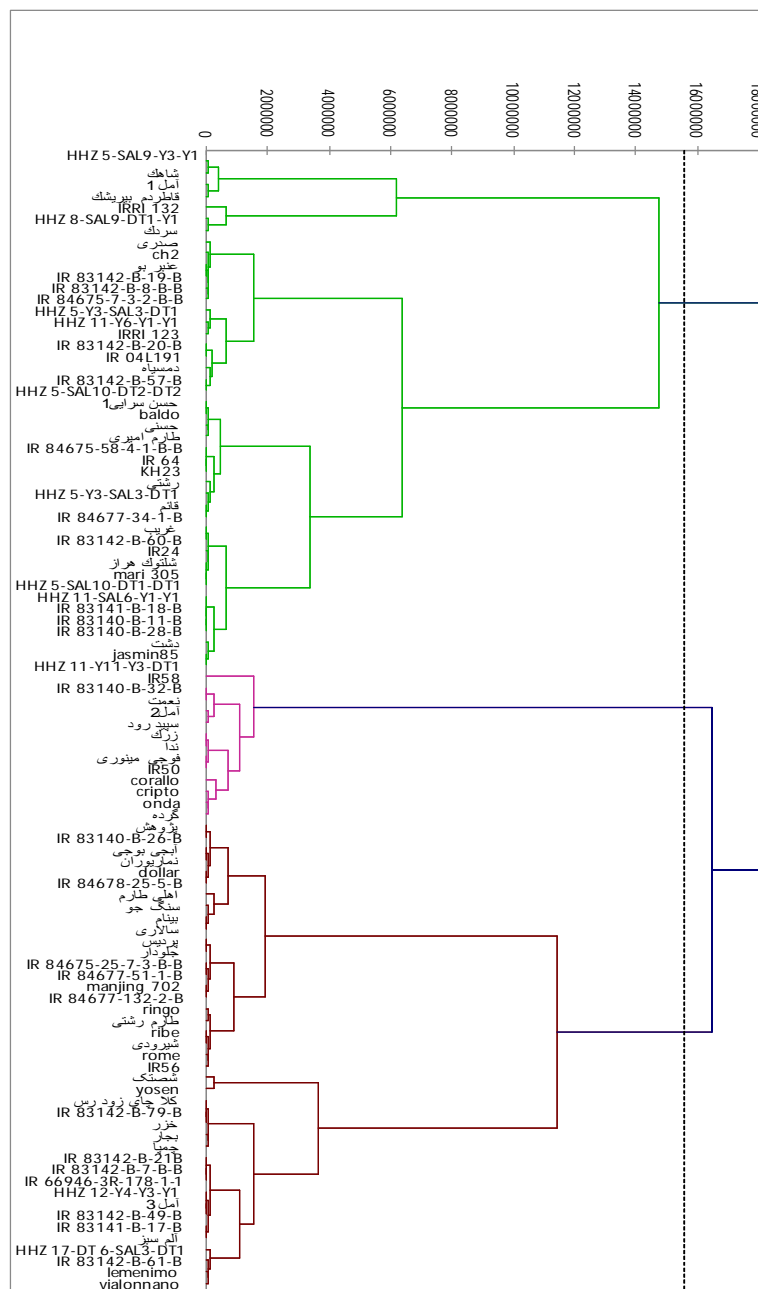 0
2000000
4000000
6000000
8000000
10000000
12000000
14000000
16000000
HHZ 5-SAL9-Y3-Y1
شاهك
آمل 1
قاطردم بيريشك
IRRI 132
HHZ 8-SAL9-DT1-Y1
سردك
صدری
ch2
عنبر بو
IR 83142-B-19-B
IR 83142-B-8-B-B
IR 84675-7-3-2-B-B
HHZ 5-Y3-SAL3-DT1
HHZ 11-Y6-Y1-Y1
IRRI 123
IR 83142-B-20-B
IR 04L191
دمسیاه
IR 83142-B-57-B
HHZ 5-SAL10-DT2-DT2
حسن سرایی1
baldo
حسنی
طارم امیری
IR 84675-58-4-1-B-B
IR 64
KH23
رشتی
HHZ 5-Y3-SAL3-DT1
قائم
IR 84677-34-1-B
غریب
IR 83142-B-60-B
IR24
شلتوك هراز
mari 305
HHZ 5-SAL10-DT1-DT1
HHZ 11-SAL6-Y1-Y1
IR 83141-B-18-B
IR 83140-B-11-B
IR 83140-B-28-B
دشت
jasmin85
HHZ 11-Y11-Y3-DT1
IR58
IR 83140-B-32-B
نعمت
آمل2
سپید رود
زرك
ندا
فوجی مینوری
IR50
corallo
cripto
onda
گرده
پژوهش
IR 83140-B-26-B
آبجی بوجی
نماریوران
dollar
IR 84678-25-5-B
اهلی طارم
سنگ جو
بینام
سالاری
پردیس
جلودار
IR 84675-25-7-3-B-B
IR 84677-51-1-B
manjing 702
IR 84677-132-2-B
ringo
طارم رشتی
ribe
شیرودی
rome
IR56
شصتک
yosen
کلا چای زود رس
IR 83142-B-79-B
خزر
بجار
چمپا
IR 83142-B-21B
IR 83142-B-7-B-B
IR 66946-3R-178-1-1
HHZ 12-Y4-Y3-Y1
آمل3
IR 83142-B-49-B
IR 83141-B-17-B
آلم سبز
HHZ 17-DT 6-SAL3-DT1
IR 83142-B-61-B
lemenimo
vialonnano